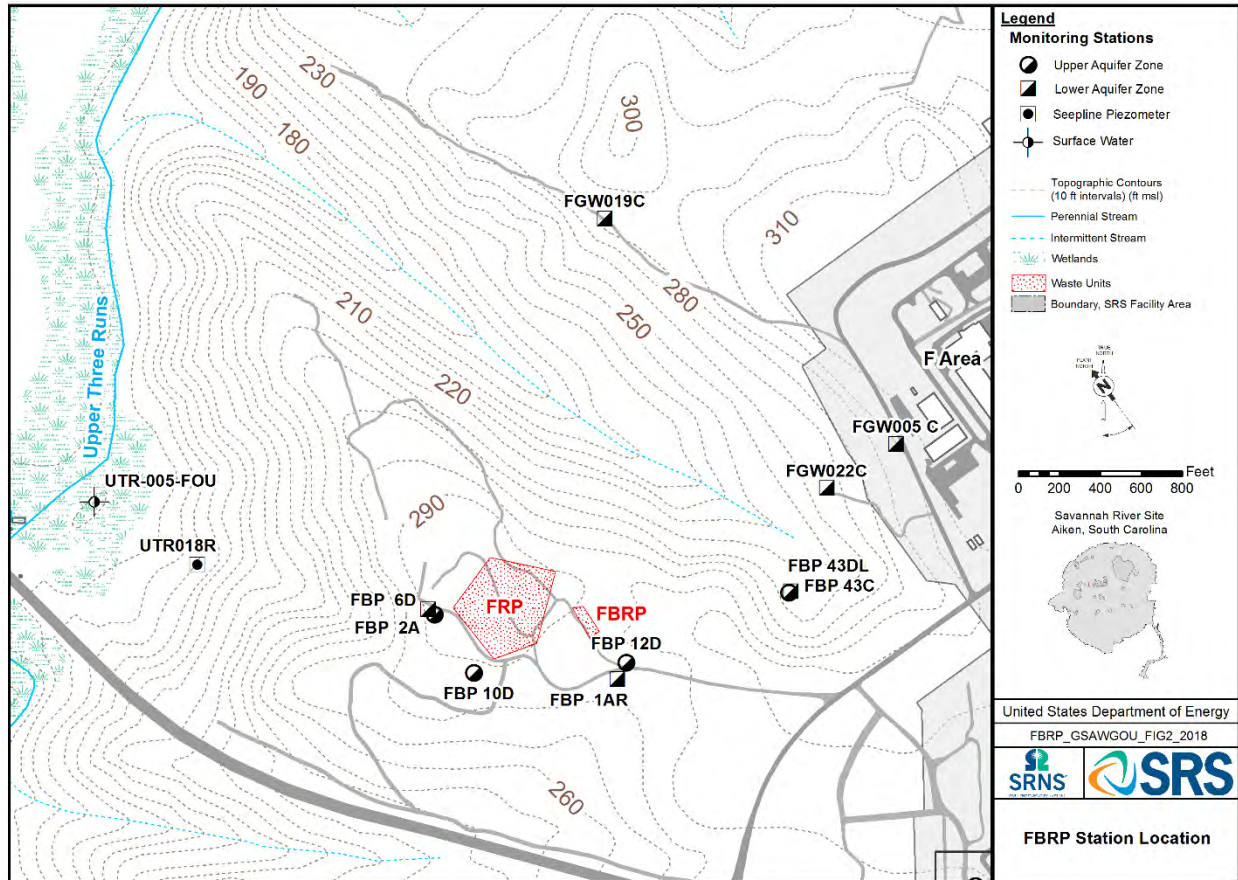 230
190
180
300
FGW019C
310
280
250
210
220
Upper Three Runs
F Area
FGW005 C
FGW022C
UTR-005-FOU
290
UTR018R
FBP 43DL
FBP 43C
FBP 6D
FBP 2A
FRP
FBRP
FBP 12D
FBP 10D
FBP 1AR
260
Legend
Monitoring Stations
Upper Aquifer Zone
Lower Aquifer Zone
Seepline Piezometer
Surface Water
Topographic Contours
(10 ft intervals) (ft msl)
Perennial Stream
Intermittent Stream
Wetlands
Waste Units
Boundary, SRS Facility Area
TRUE
NORTH
PLANT
NORTH
N
Feet
0 200 400 600 800
Savannah River Site
Aiken, South Carolina
United States Department of Energy
FBRP_GSAWGOU_FIG2_2018
SRNS
SRS
FBRP Station Location